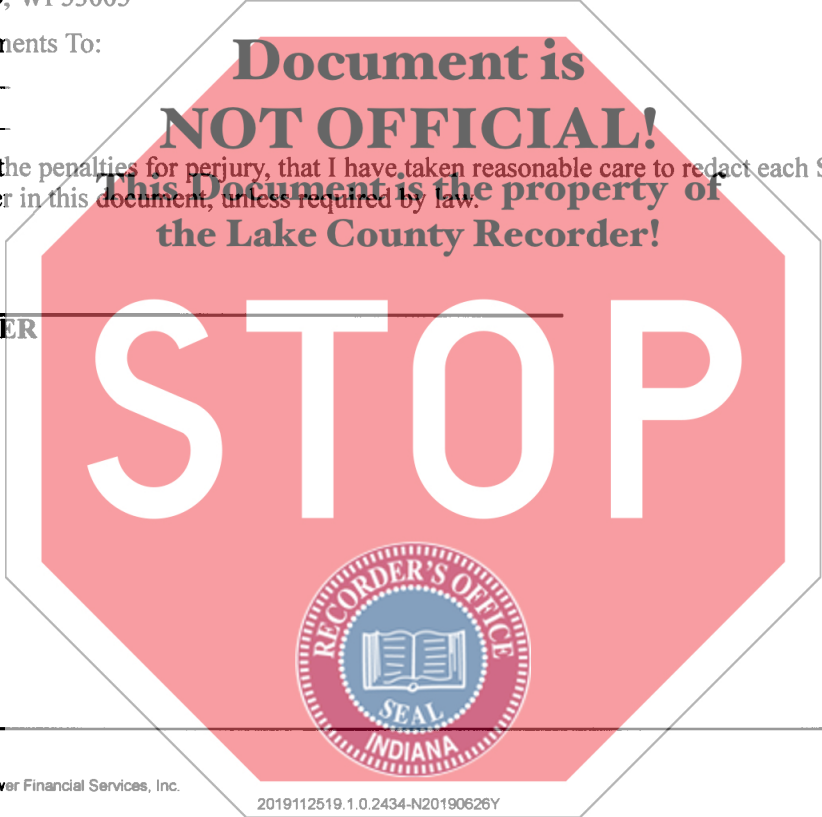 , WI 53005
ments To:
Document is
NOT OFFICIAL!
the penalties for perjury, that I have taken reasonable care to redact each S
This Document is the property of
r in this document, unless required by law.
the Lake County Recorder!
ER
STOP
RECORDER'S OFFICE
SEAL
INDIANA
ver Financial Services, Inc.
2019112519.1.0.2434-N20190626Y